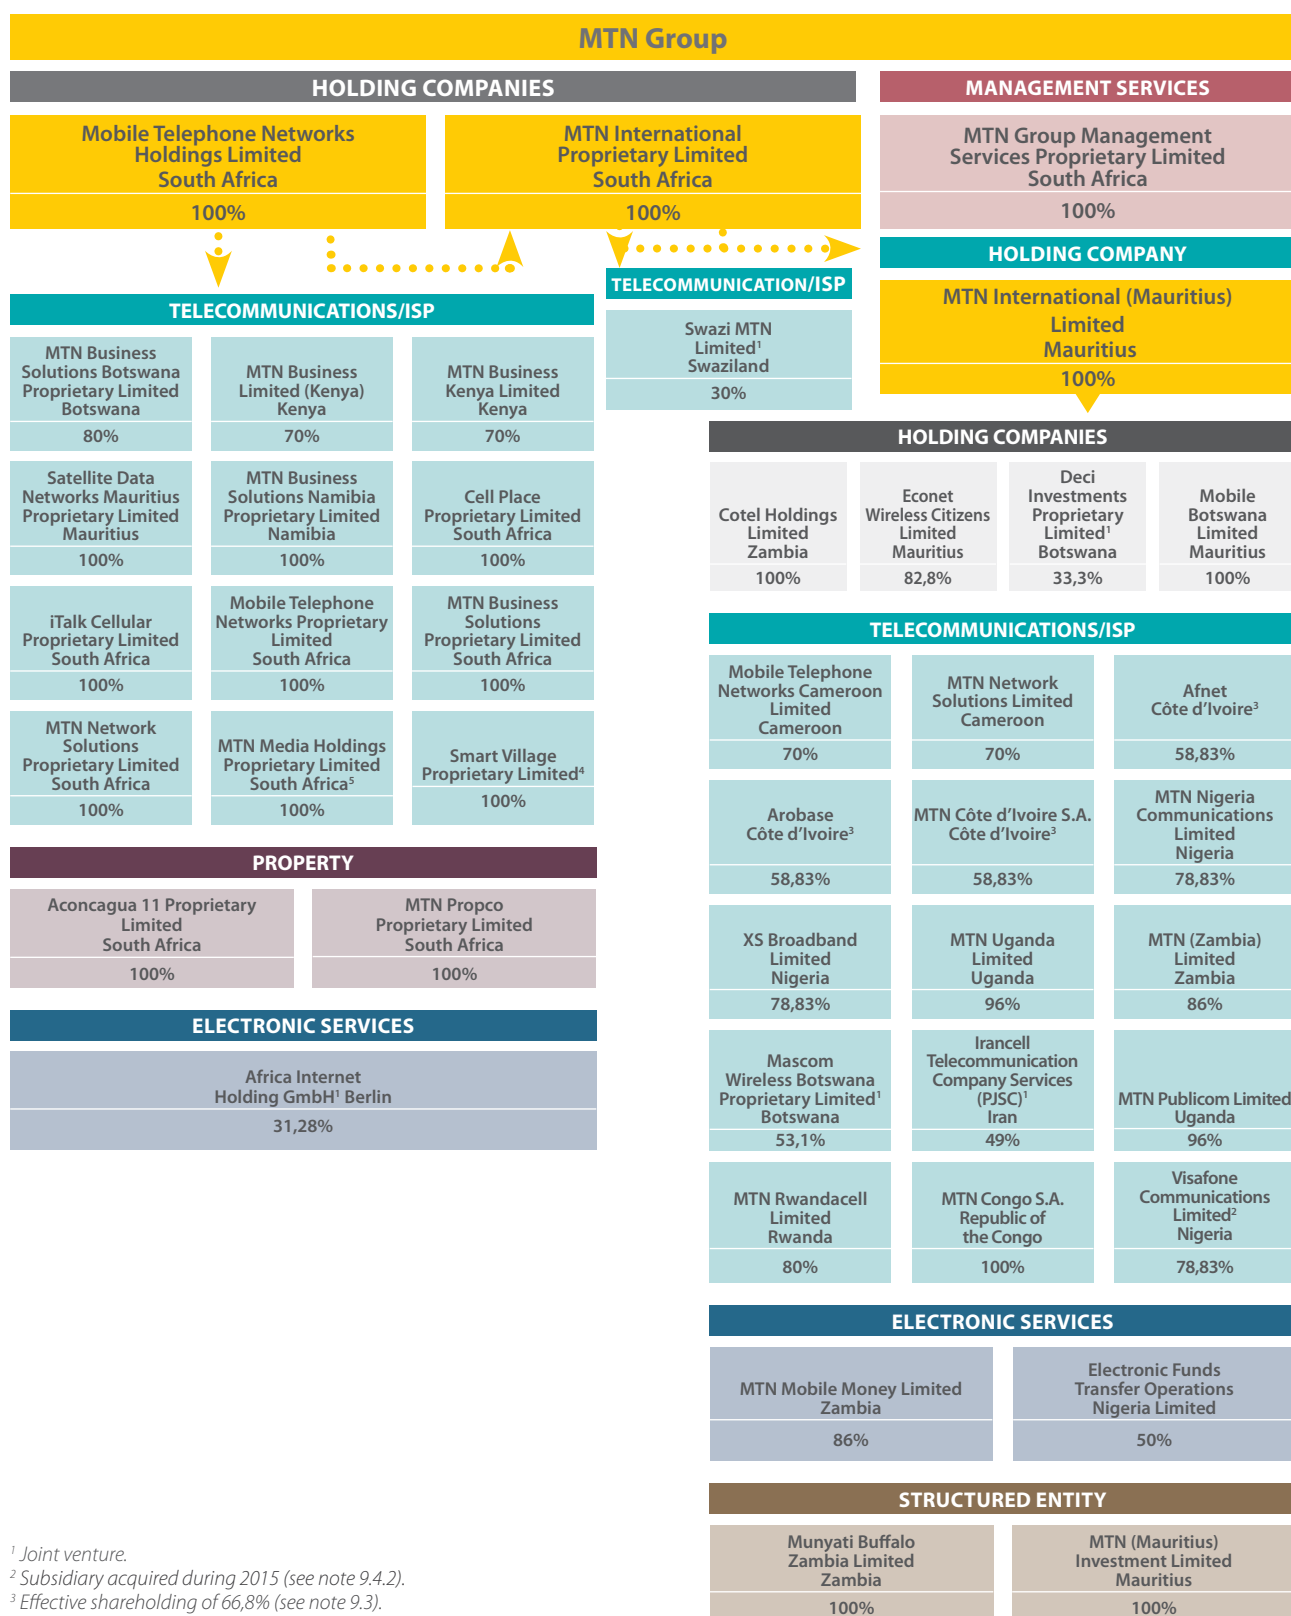 MTN Group
HOLDING COMPANIES
Mobile Telephone Networks
Holdings Limited
South Africa
100%
MTN International
Proprietary Limited
South Africa
100%
MANAGEMENT SERVICES
MTN Group Management
Services Proprietary Limited
South Africa
100%
HOLDING COMPANY
MTN International (Mauritius)
Limited
Mauritius
100%
TELECOMMUNICATION/ISP
Swazi MTN
Limited¹
Swaziland
30%
TELECOMMUNICATIONS/ISP
MTN Business
Solutions Botswana
Proprietary Limited
Botswana
80%
MTN Business
Limited (Kenya)
Kenya
70%
MTN Business
Kenya Limited
Kenya
70%
Satellite Data
Networks Mauritius
Proprietary Limited
Mauritius
100%
MTN Business
Solutions Namibia
Proprietary Limited
Namibia
100%
Cell Place
Proprietary Limited
South Africa
100%
iTalk Cellular
Proprietary Limited
South Africa
100%
Mobile Telephone
Networks Proprietary
Limited
South Africa
100%
MTN Business
Solutions
Proprietary Limited
South Africa
100%
MTN Network
Solutions
Proprietary Limited
South Africa
100%
MTN Media Holdings
Proprietary Limited
South Africa⁵
100%
Smart Village
Proprietary Limited⁴
100%
PROPERTY
Aconcagua 11 Proprietary
Limited
South Africa
100%
MTN Propco
Proprietary Limited
South Africa
100%
ELECTRONIC SERVICES
Africa Internet
Holding GmbH¹ Berlin
31,28%
HOLDING COMPANIES
Cotel Holdings
Limited
Zambia
100%
Econet
Wireless Citizens
Limited
Mauritius
82,8%
Deci
Investments
Proprietary
Limited¹
Botswana
33,3%
Mobile
Botswana
Limited
Mauritius
100%
TELECOMMUNICATIONS/ISP
Mobile Telephone
Networks Cameroon
Limited
Cameroon
70%
MTN Network
Solutions Limited
Cameroon
70%
Afnet
Côte d’Ivoire³
58,83%
Arobase
Côte d’Ivoire³
58,83%
MTN Côte d’Ivoire S.A.
Côte d’Ivoire³
58,83%
MTN Nigeria
Communications
Limited
Nigeria
78,83%
XS Broadband
Limited
Nigeria
78,83%
MTN Uganda
Limited
Uganda
96%
MTN (Zambia)
Limited
Zambia
86%
Mascom
Wireless Botswana
Proprietary Limited¹
Botswana
53,1%
Irancell
Telecommunication
Company Services
(PJSC)¹
Iran
49%
MTN Publicom Limited
Uganda
96%
MTN Rwandacell
Limited
Rwanda
80%
MTN Congo S.A.
Republic of
the Congo
100%
Visafone
Communications
Limited²
Nigeria
78,83%
ELECTRONIC SERVICES
MTN Mobile Money Limited
Zambia
86%
Electronic Funds
Transfer Operations
Nigeria Limited
50%
STRUCTURED ENTITY
Munyati Buffalo
Zambia Limited
Zambia
100%
MTN (Mauritius)
Investment Limited
Mauritius
100%
¹ Joint venture.
² Subsidiary acquired during 2015 (see note 9.4.2).
³ Effective shareholding of 66,8% (see note 9.3).